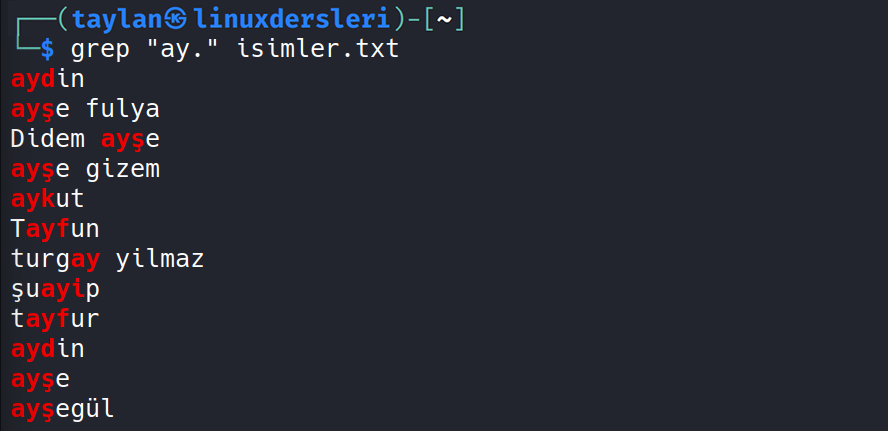 ┌──(taylan㉿linuxdersleri)-[~]
└─$ grep "ay." isimler.txt
aydin
ayşe fulya
Didem ayşe
ayşe gizem
aykut
Tayfun
turgay yilmaz
şuayip
tayfur
aydin
ayşe
ayşegül